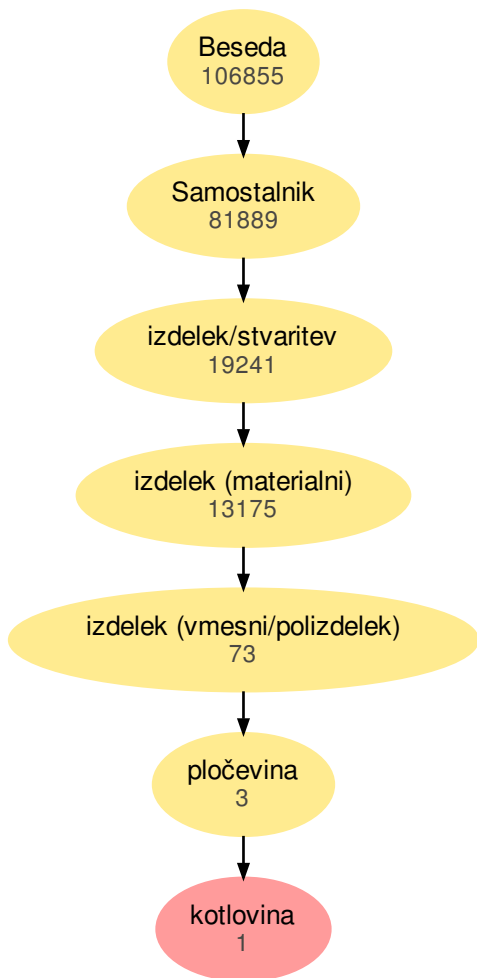 Beseda
106855
Samostalnik
81889
izdelek/stvaritev
19241
izdelek (materialni)
13175
izdelek (vmesni/polizdelek)
73
pločevina
3
kotlovina
1